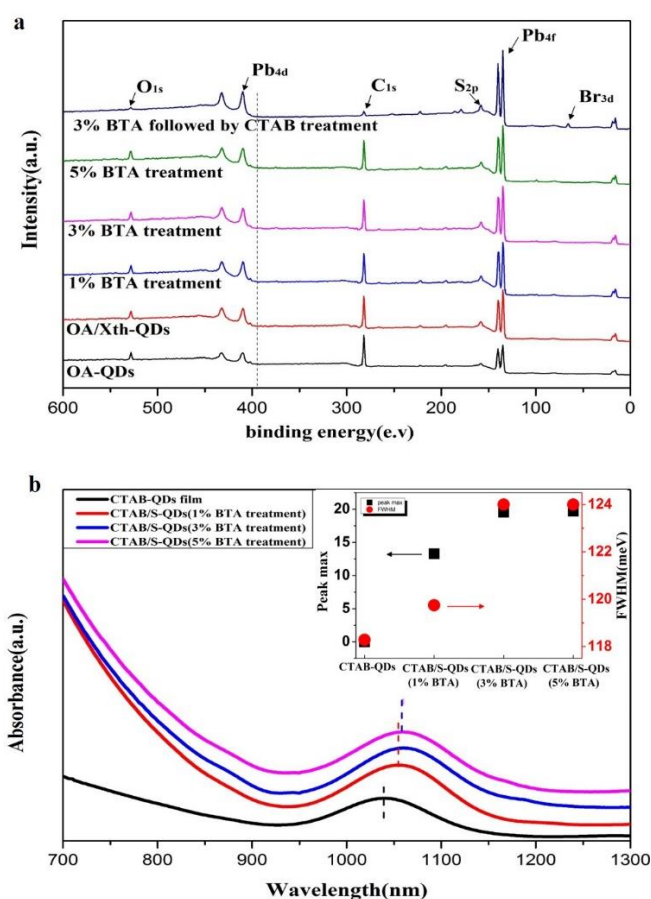 a
Pb4f
O1s
Pb4d
C1s
S2p
Br3d
3% BTA followed by CTAB treatment
5% BTA treatment
3% BTA treatment
1% BTA treatment
OA/Xth-QDs
OA-QDs
Intensity(a.u.)
600 500 400 300 200 100 0
binding energy(e.v)
b
CTAB-QDs film
CTAB/S-QDs(1% BTA treatment)
CTAB/S-QDs(3% BTA treatment)
CTAB/S-QDs(5% BTA treatment)
peak max
FWHM
Peak max
20
15
10
5
0
FWHM(meV)
124
122
120
118
CTAB-QDs CTAB/S-QDs CTAB/S-QDs CTAB/S-QDs
(1% BTA) (3% BTA) (5% BTA)
Absorbance(a.u.)
700 800 900 1000 1100 1200 1300
Wavelength(nm)